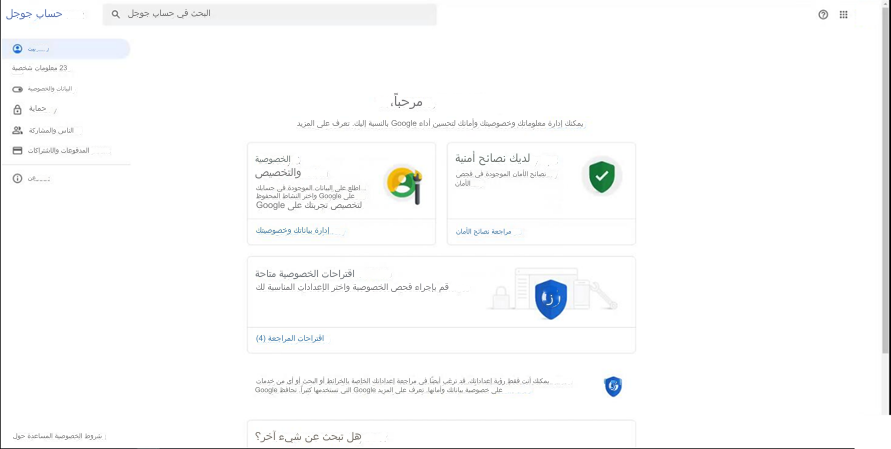 حساب جوجل
البحث في حساب جوجل
بيت
23 معلومات شخصية
البيانات والخصوصية
حماية
الناس والمشاركة
المدفوعات والاشتراكات
مرحباً،
يمكنك إدارة معلوماتك وخصوصيتك وأمانك لتحسين أداء Google بالنسبة إليك. تعرف على المزيد
الخصوصية
والتخصيص
اطلع على البيانات الموجودة في حسابك
على Google واختر النشاط المحفوظ
لتخصيص تجربتك على Google
إدارة بياناتك وخصوصيتك
لديك نصائح أمنية
نصائح الأمان الموجودة في فحص
الأمان
مراجعة نصائح الأمان
اقتراحات الخصوصية متاحة
قم بإجراء فحص الخصوصية واختر الإعدادات المناسبة لك
اقتراحات المراجعة (4)
يمكنك أنت فقط رؤية إعداداتك. قد ترغب أيضًا في مراجعة إعداداتك الخاصة بالخرائط أو البحث أو أي من خدمات
Google التي تستخدمها كثيراً. تحافظ Google على خصوصية بياناتك وأمانها. تعرف على المزيد
هل تبحث عن شيء آخر؟
شروط الخصوصية المساعدة حول